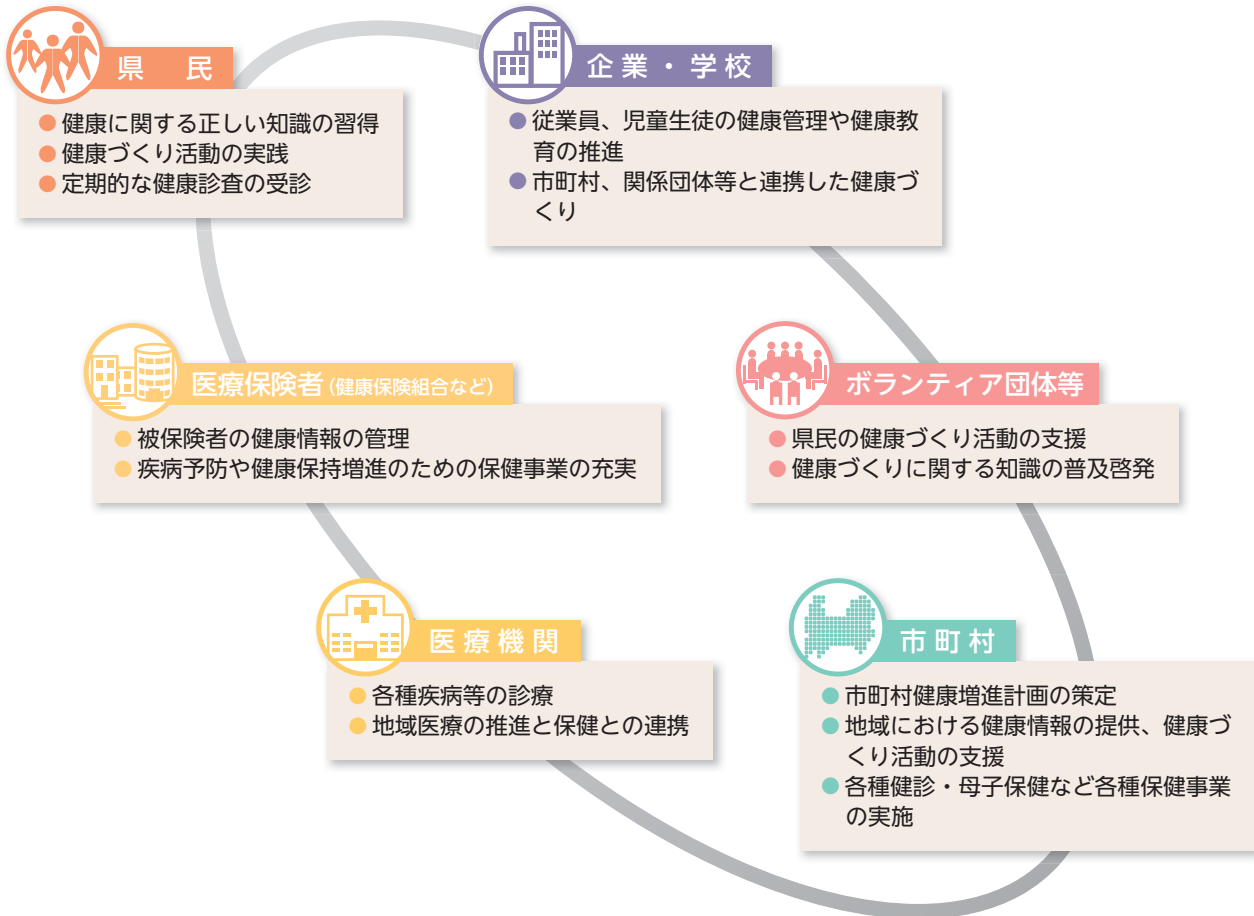 県　民
● 健康に関する正しい知識の習得
● 健康づくり活動の実践
● 定期的な健康診査の受診
企業・学校
● 従業員、児童生徒の健康管理や健康教
育の推進
● 市町村、関係団体等と連携した健康づ
くり
医療保険者(健康保険組合など)
● 被保険者の健康情報の管理
● 疾病予防や健康保持増進のための保健事業の充実
ボランティア団体等
● 県民の健康づくり活動の支援
● 健康づくりに関する知識の普及啓発
医療機関
● 各種疾病等の診療
● 地域医療の推進と保健との連携
市町村
● 市町村健康増進計画の策定
● 地域における健康情報の提供、健康づ
くり活動の支援
● 各種健診・母子保健など各種保健事業
の実施